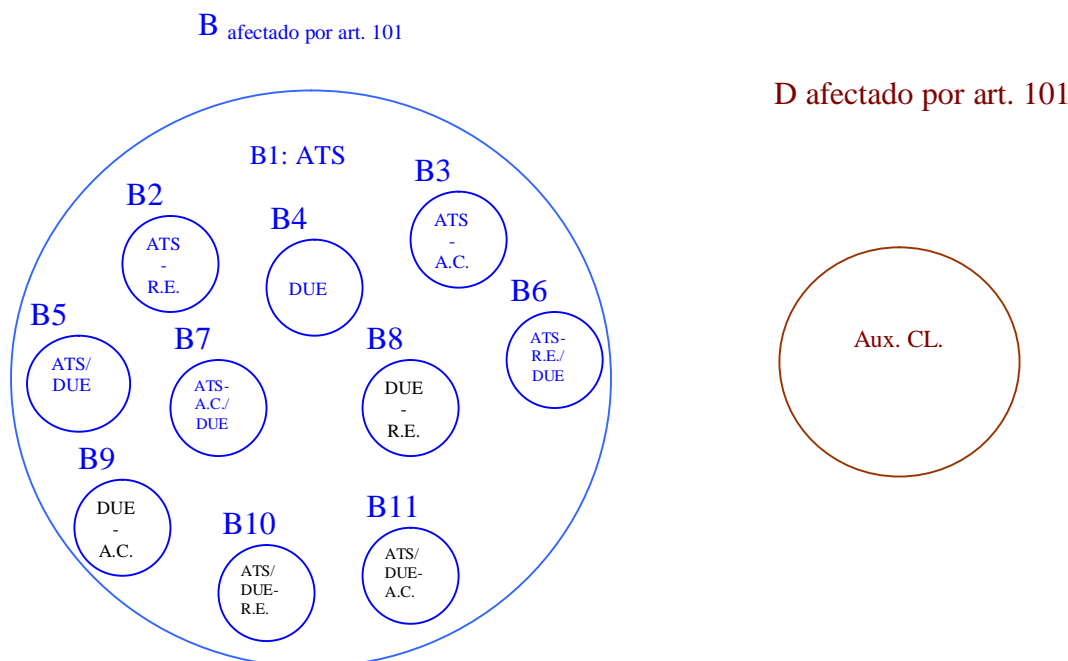 B afectado por art. 101
D afectado por art. 101
B1: ATS
B2
ATS
-
R.E.
B3
ATS
-
A.C.
B4
DUE
B5
ATS/
DUE
B6
ATS-
R.E./
DUE
B7
ATS-
A.C./
DUE
B8
DUE
-
R.E.
B9
DUE
-
A.C.
B10
ATS/
DUE-
R.E.
B11
ATS/
DUE-
A.C.
Aux. CL.